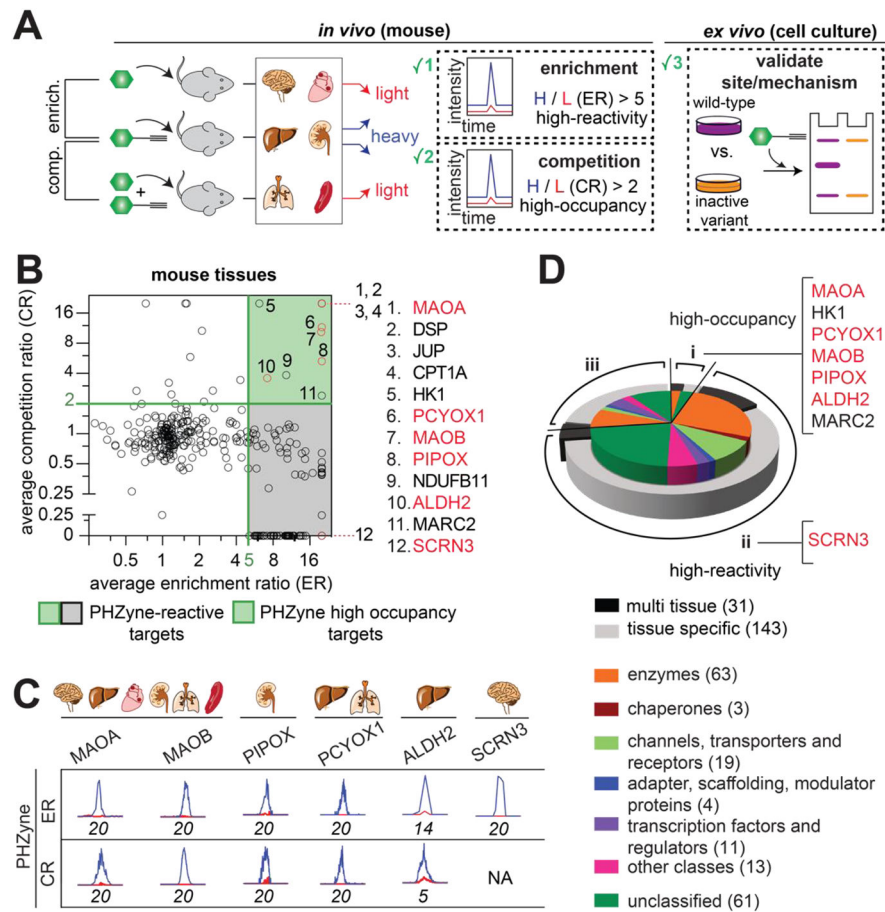 A
in vivo (mouse)
ex vivo (cell culture)
enrich.
comp.
+
light
heavy
light
√1
intensity
time
enrichment
H / L (ER) > 5
high-reactivity
√2
intensity
time
competition
H / L (CR) > 2
high-occupancy
√3
validate
site/mechanism
wild-type
vs.
inactive
variant
B
mouse tissues
average competition ratio (CR)
16
8
4
2
1
0.5
0.25
0.25
0
0.5
1
2
4
5
8
16
average enrichment ratio (ER)
1, 2
3, 4
5
6
7
8
9
10
11
12
1. MAOA
2. DSP
3. JUP
4. CPT1A
5. HK1
6. PCYOX1
7. MAOB
8. PIPOX
9. NDUFB11
10. ALDH2
11. MARC2
12. SCRN3
PHZyne-reactive
targets
PHZyne high occupancy
targets
C
MAOA
MAOB
PIPOX
PCYOX1
ALDH2
SCRN3
PHZyne
ER
20
20
20
20
14
20
CR
20
20
20
20
5
NA
D
high-occupancy
i
iii
ii
high-reactivity
MAOA
HK1
PCYOX1
MAOB
PIPOX
ALDH2
MARC2
SCRN3
multi tissue (31)
tissue specific (143)
enzymes (63)
chaperones (3)
channels, transporters and
receptors (19)
adapter, scaffolding, modulator
proteins (4)
transcription factors and
regulators (11)
other classes (13)
unclassified (61)